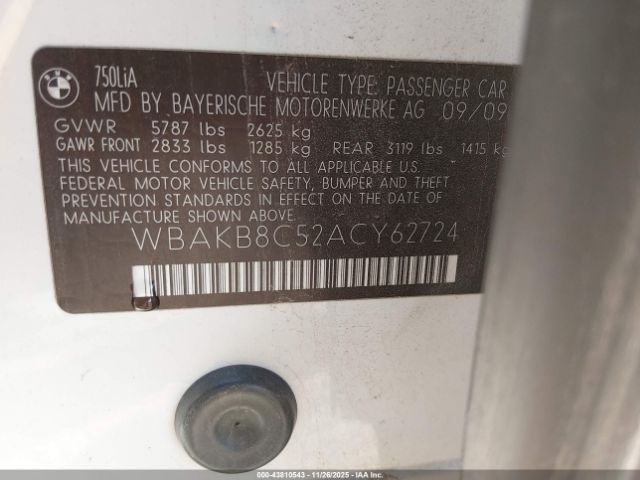 BMW
750LiA VEHICLE TYPE: PASSENGER CAR
MFD BY BAYERISCHE MOTORENWERKE AG 09/09
GVWR 5787 lbs 2625 kg
GAWR FRONT 2833 lbs 1285 kg REAR 3119 lbs 1415 kg
THIS VEHICLE CONFORMS TO ALL APPLICABLE U.S.
FEDERAL MOTOR VEHICLE SAFETY, BUMPER AND THEFT
PREVENTION STANDARDS IN EFFECT ON THE DATE OF
MANUFACTURE SHOWN ABOVE.
WBAKB8C52ACY62724
000-43810543 - 11/26/2025 - IAAI.COM